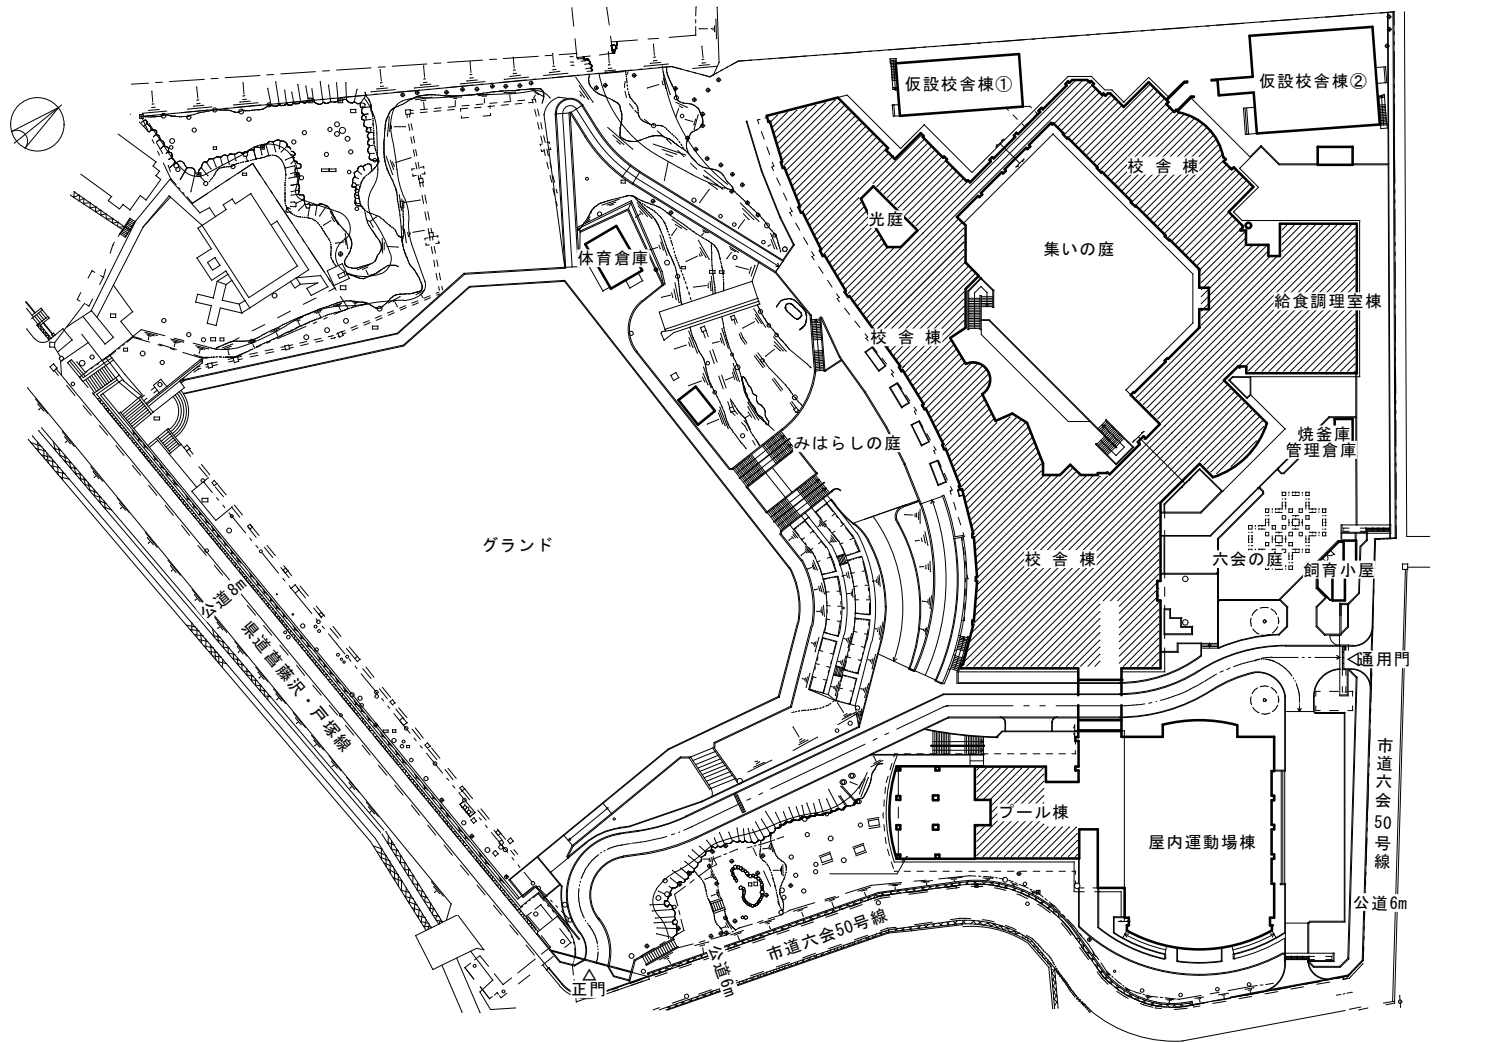 仮設校舎棟①
仮設校舎棟②
校舎棟
光庭
集いの庭
体育倉庫
給食調理室棟
校舎棟
焼釜庫
管理倉庫
みはらしの庭
グランド
校舎棟
六会の庭
飼育小屋
公道8m
県道菖藤沢・戸塚線
通用門
市道六会50号線
プール棟
屋内運動場棟
公道6m
市道六会50号線
公道6m
正門